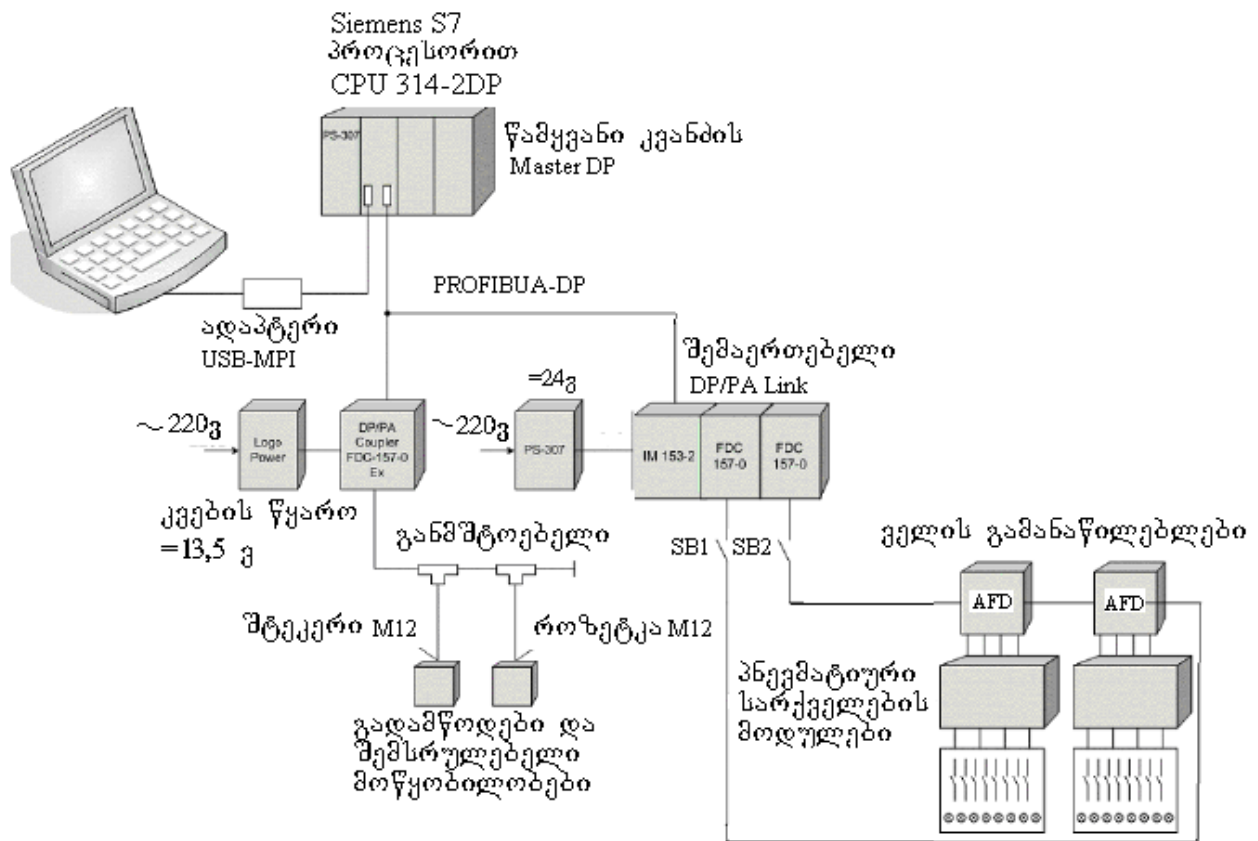 Siemens S7
პროცესორით
CPU 314-2DP
PS-307
წამყვანი კვანძის
Master DP
PROFIBUA-DP
ადაპტერი
USB-MPI
შემაერთებელი
DP/PA Link
~220ვ
Logo
Power
DP/PA
Coupler
FDC-157-0
Ex
=24ვ
~220ვ
PS-307
IM 153-2
FDC
157-0
FDC
157-0
კვების წყარო
=13,5 ვ
განმშტოებელი
SB1
SB2
ველის გამანაწილებლები
AFD
AFD
შტეკერი M12
როზეტკა M12
გადამწოდები და
შემსრულებელი
მოწყობილობები
პნევმატიური
სარქველების
მოდულები